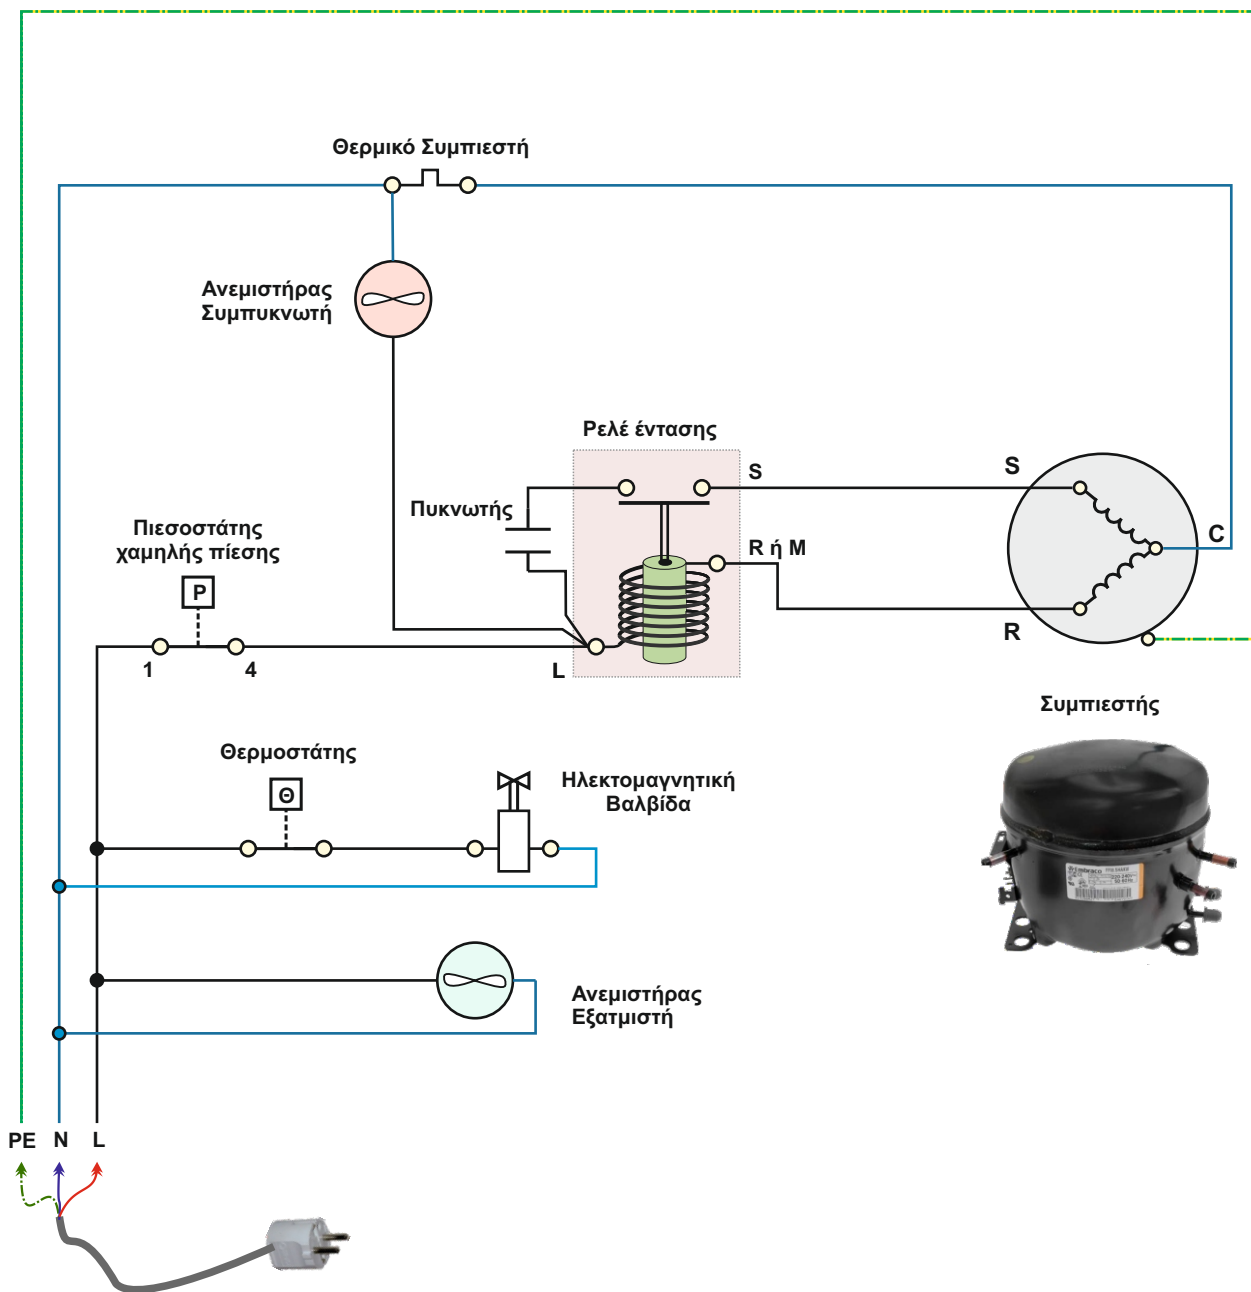 Θερμικό Συμπιεστή
Ανεμιστήρας
Συμπυκνωτή
Ρελέ έντασης
S
S
Πυκνωτής
C
Πιεσοστάτης
χαμηλής πίεσης
R ή M
P
R
1
4
L
Συμπιεστής
Θερμοστάτης
Θ
Ηλεκτομαγνητική
Βαλβίδα
embraco
Ανεμιστήρας
Εξατμιστή
PE N L